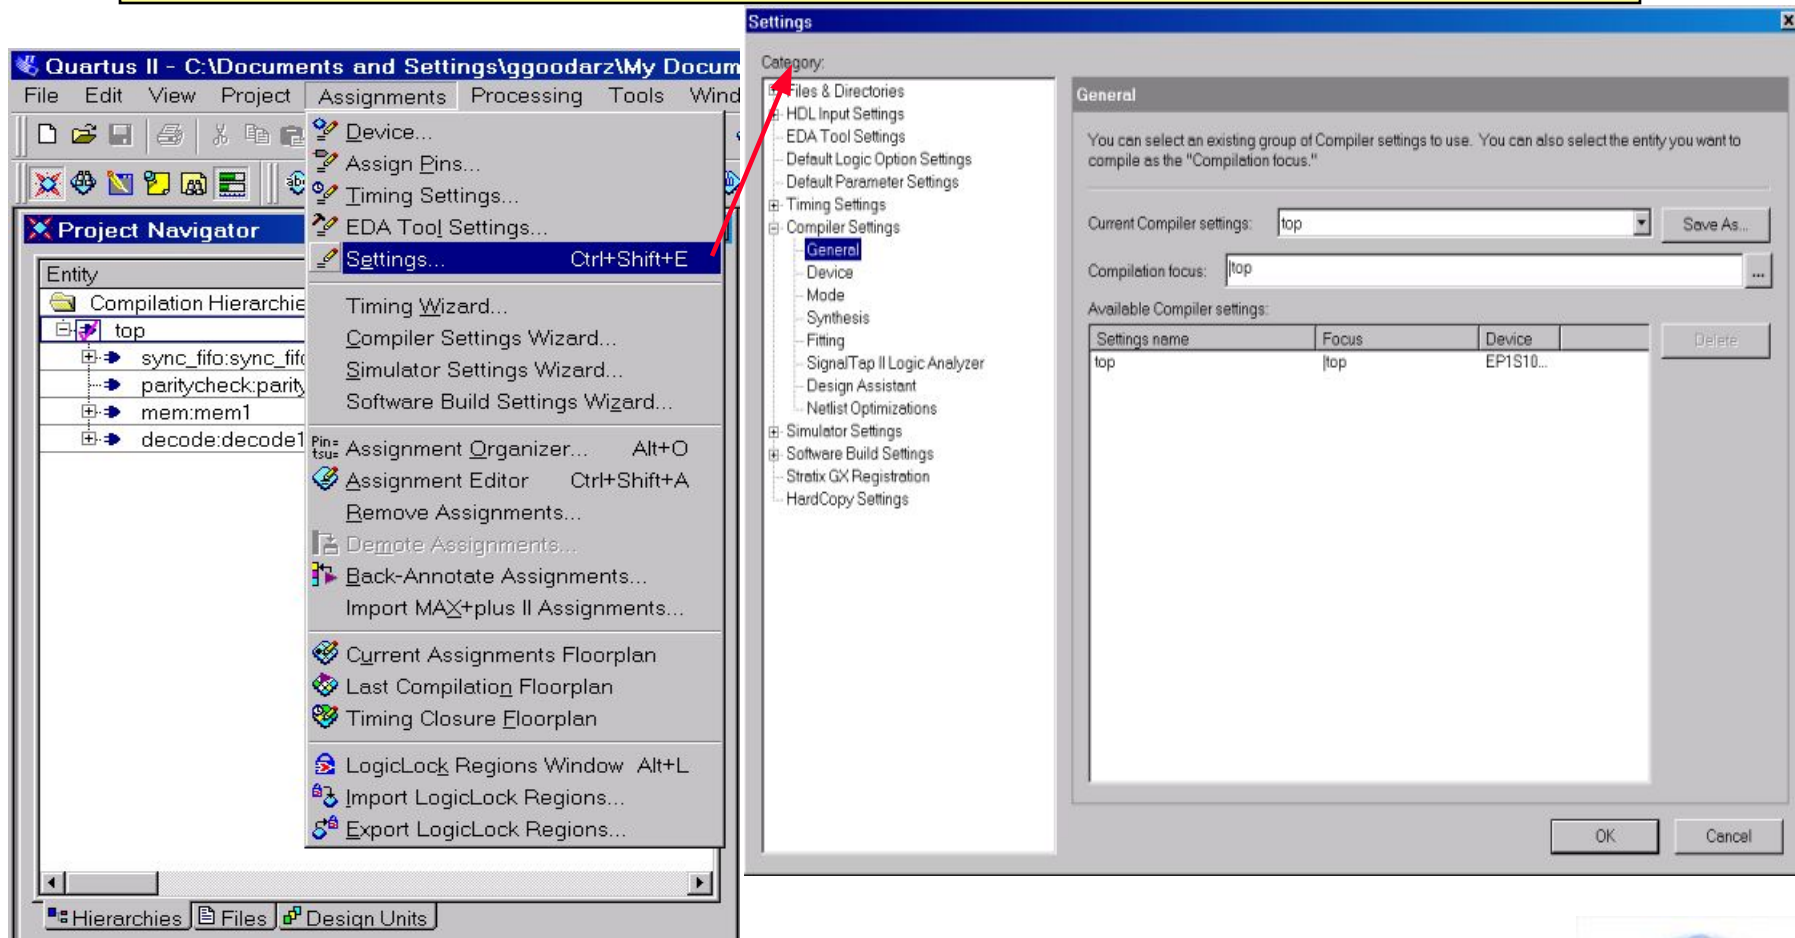 Quartus II - C:\Documents and Settings\ggoodarz\My Docum
File Edit View Project Assignments Processing Tools Wind
Project Navigator
Entity
Compilation Hierarchie
top
sync_fifo:sync_fifo
paritycheck:parity
mem:mem1
decode:decode1
Hierarchies Files Design Units
Device...
Assign Pins...
Timing Settings...
EDA Tool Settings...
Settings... Ctrl+Shift+E
Timing Wizard...
Compiler Settings Wizard...
Simulator Settings Wizard...
Software Build Settings Wizard...
Pin=
tsu=
Assignment Organizer... Alt+O
Assignment Editor Ctrl+Shift+A
Remove Assignments...
Demote Assignments...
Back-Annotate Assignments...
Import MAX+plus II Assignments...
Current Assignments Floorplan
Last Compilation Floorplan
Timing Closure Floorplan
LogicLock Regions Window Alt+L
Import LogicLock Regions...
Export LogicLock Regions...
Settings
Category:
Files & Directories
HDL Input Settings
EDA Tool Settings
Default Logic Option Settings
Default Parameter Settings
Timing Settings
Compiler Settings
General
Device
Mode
Synthesis
Fitting
SignalTap II Logic Analyzer
Design Assistant
Netlist Optimizations
Simulator Settings
Software Build Settings
Stratix GX Registration
HardCopy Settings
General
You can select an existing group of Compiler settings to use. You can also select the entity you want to
compile as the "Compilation focus."
Current Compiler settings: top Save As...
Compilation focus: |top ...
Available Compiler settings:
Settings name Focus Device Delete
top |top EP1S10...
OK Cancel